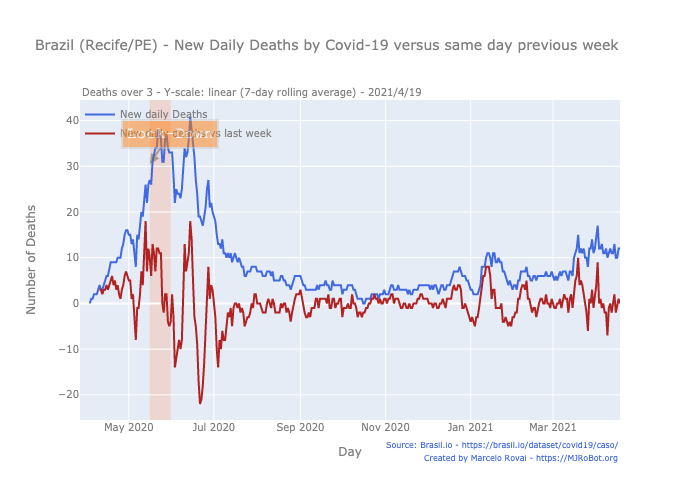 Brazil (Recife/PE) - New Daily Deaths by Covid-19 versus same day previous week
Deaths over 3 - Y-scale: linear (7-day rolling average) - 2021/4/19
New daily Deaths
New daily deaths vs last week
Number of Deaths
40
30
20
10
0
−10
−20
May 2020
Jul 2020
Sep 2020
Nov 2020
Jan 2021
Mar 2021
Day
Source: Brasil.io - https://brasil.io/dataset/covid19/caso/
Created by Marcelo Rovai - https://MJRoBot.org